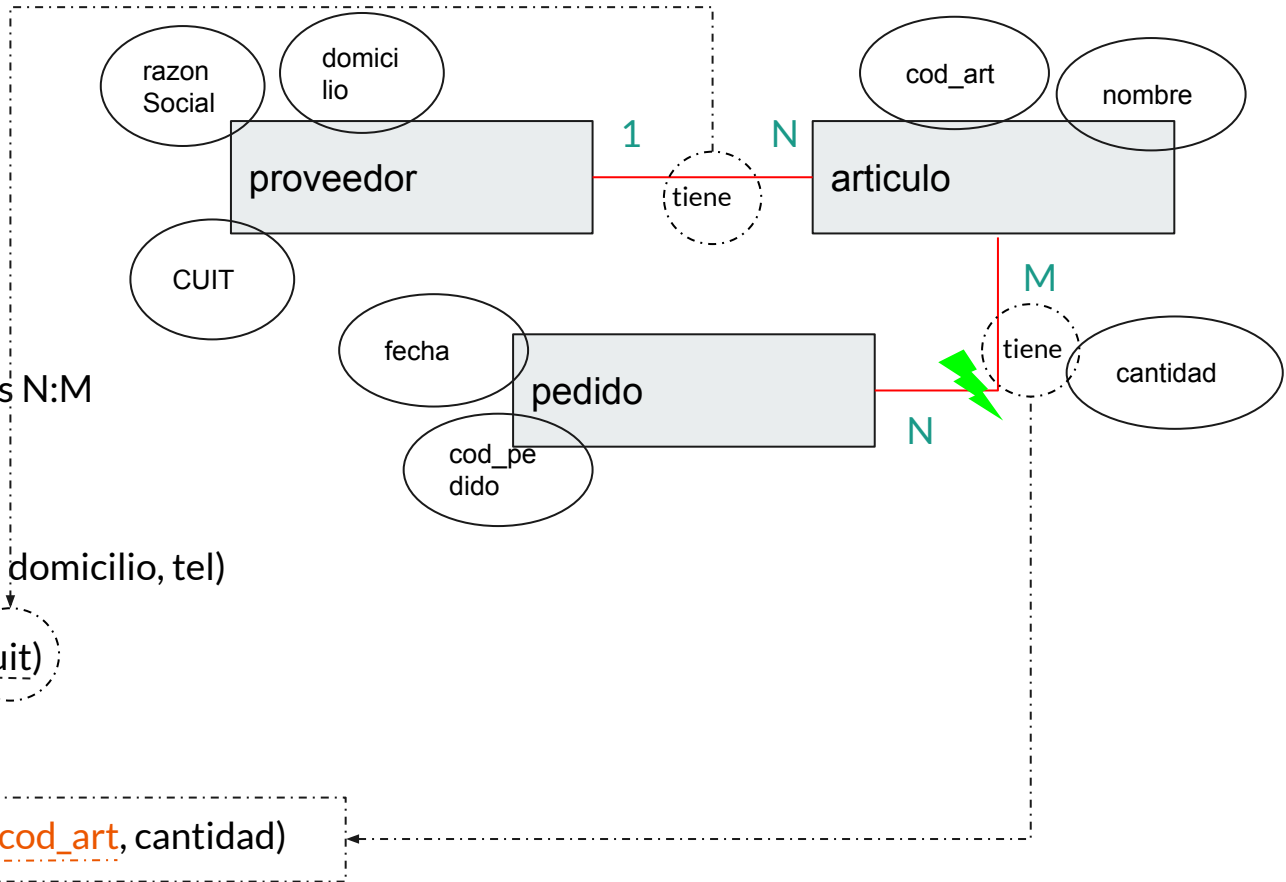 razon
Social
domici
lio
cod_art
nombre
1
N
proveedor
tiene
articulo
CUIT
M
fecha
tiene
cantidad
s N:M
pedido
N
cod_pe
dido
domicilio, tel)
uit)
cod_art, cantidad)